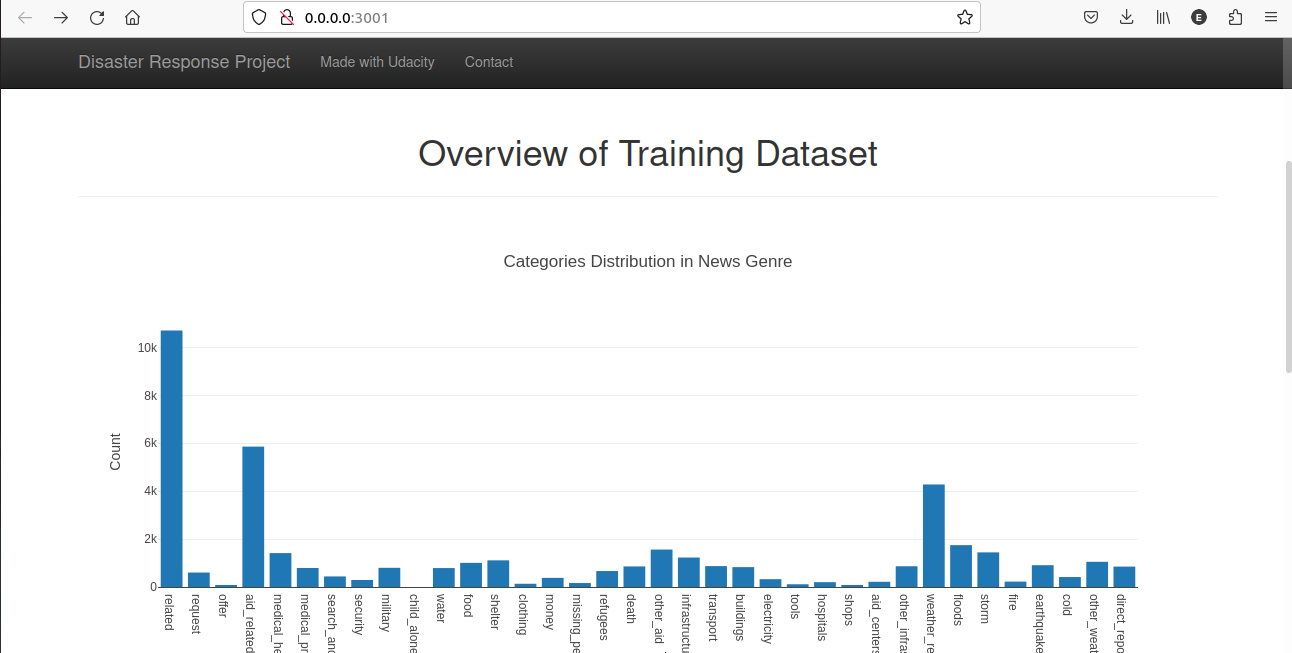 0.0.0.0:3001
E
Disaster Response Project Made with Udacity Contact
Overview of Training Dataset
Categories Distribution in News Genre
10k
8k
6k
4k
2k
0
Count
related
request
offer
aid_related
medical_he
medical_pr
search_and
security
military
child_alone
water
food
shelter
clothing
money
missing_pe
refugees
death
other_aid
infrastructu
transport
buildings
electricity
tools
hospitals
shops
aid_centers
other_infras
weather_re
floods
storm
fire
earthquake
cold
other_weat
direct_repo